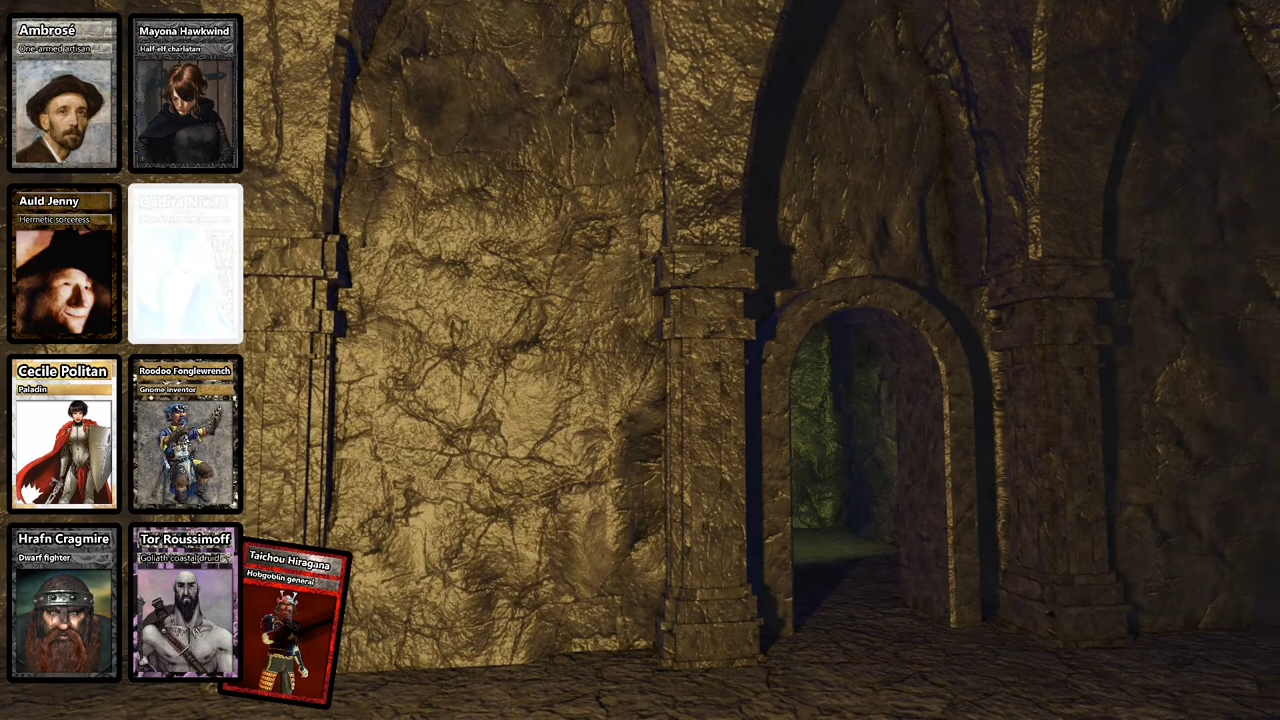 Ambrosé
One-armed artisan
Mayona Hawkwind
Half-elf charlatan
Auld Jenny
Hermetic sorceress
Cecile Politan
Paladin
Roodoo Fonglewrench
Gnome inventor
Hrafn Cragmire
Dwarf fighter
Tor Roussimoff
Goliath coastal druid
Taichou Hiragana
Hobgoblin general